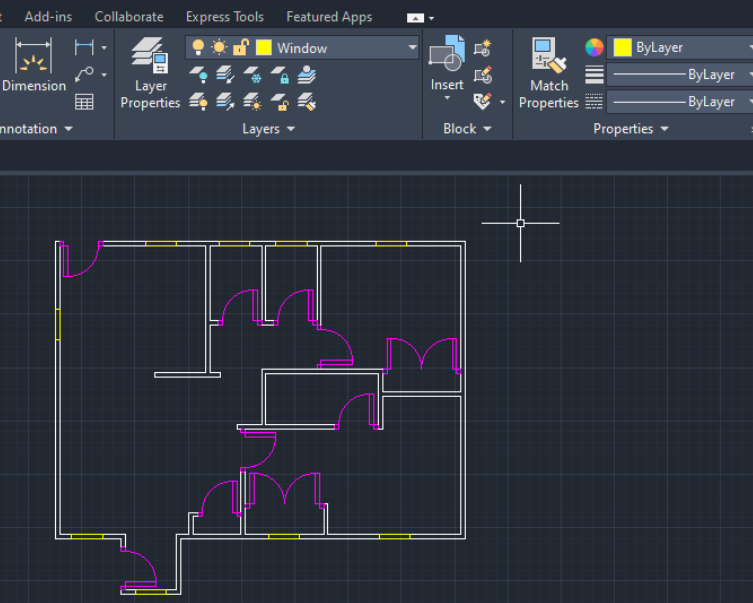 t Add-ins Collaborate Express Tools Featured Apps
Window
ByLayer
Dimension
Layer Properties
Insert
Match Properties
ByLayer
ByLayer
nnotation
Layers
Block
Properties